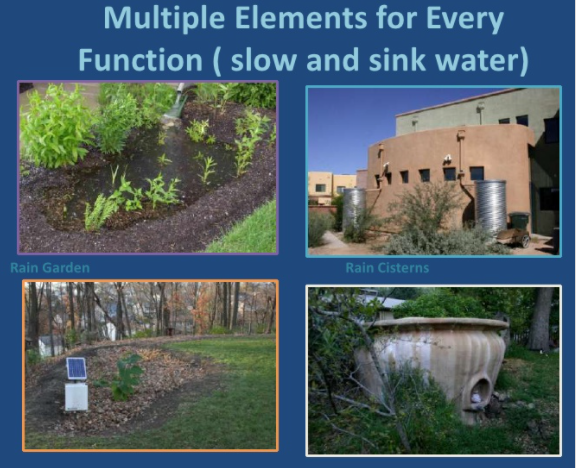 Multiple Elements for Every
Function ( slow and sink water)
Rain Garden
Rain Cisterns